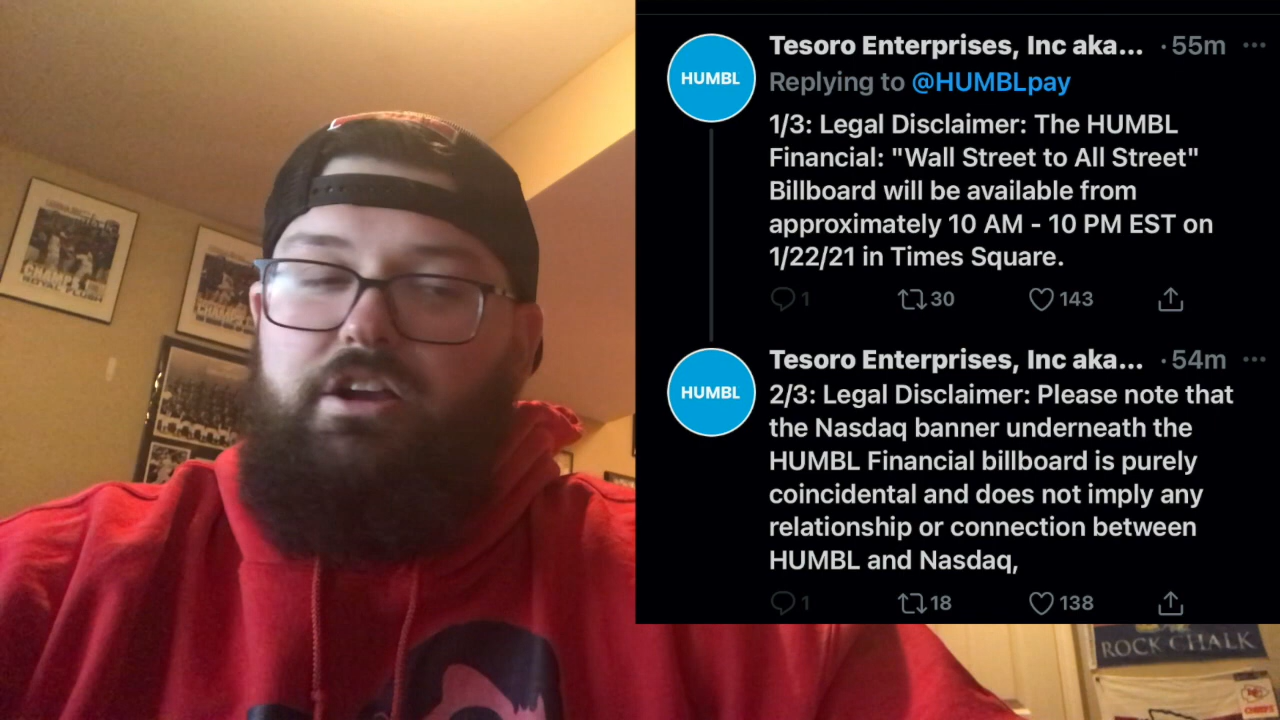 HUMBL
Tesoro Enterprises, Inc aka... · 55m
Replying to @HUMBLpay
1/3: Legal Disclaimer: The HUMBL
Financial: "Wall Street to All Street"
Billboard will be available from
approximately 10 AM - 10 PM EST on
1/22/21 in Times Square.
1 30 143
HUMBL
Tesoro Enterprises, Inc aka... · 54m
2/3: Legal Disclaimer: Please note that
the Nasdaq banner underneath the
HUMBL Financial billboard is purely
coincidental and does not imply any
relationship or connection between
HUMBL and Nasdaq,
1 18 138
ROYAL FLUSH
ROCK CHALK
CHIEFS